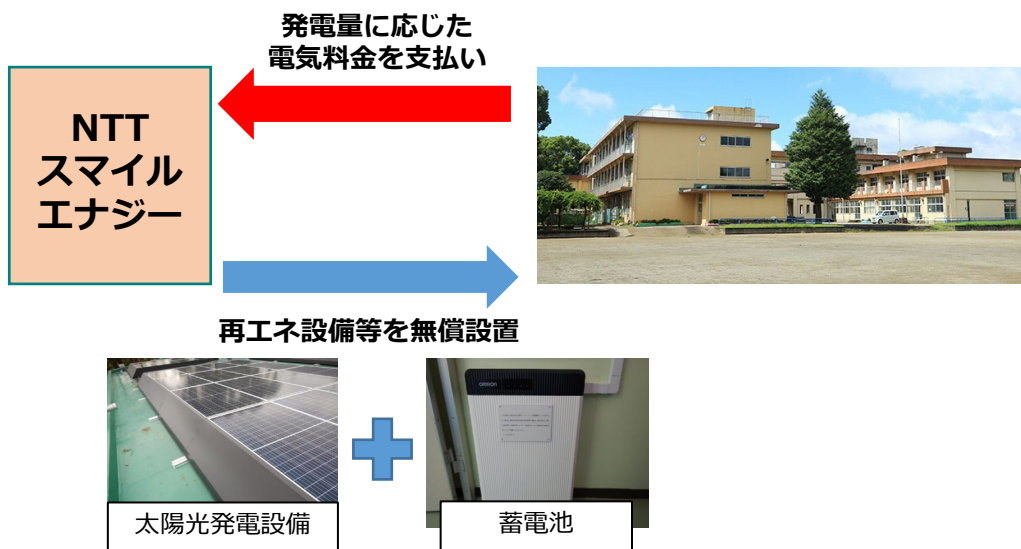 発電量に応じた
電気料金を支払い
NTT
スマイル
エナジー
再エネ設備等を無償設置
OMRON
太陽光発電設備
蓄電池